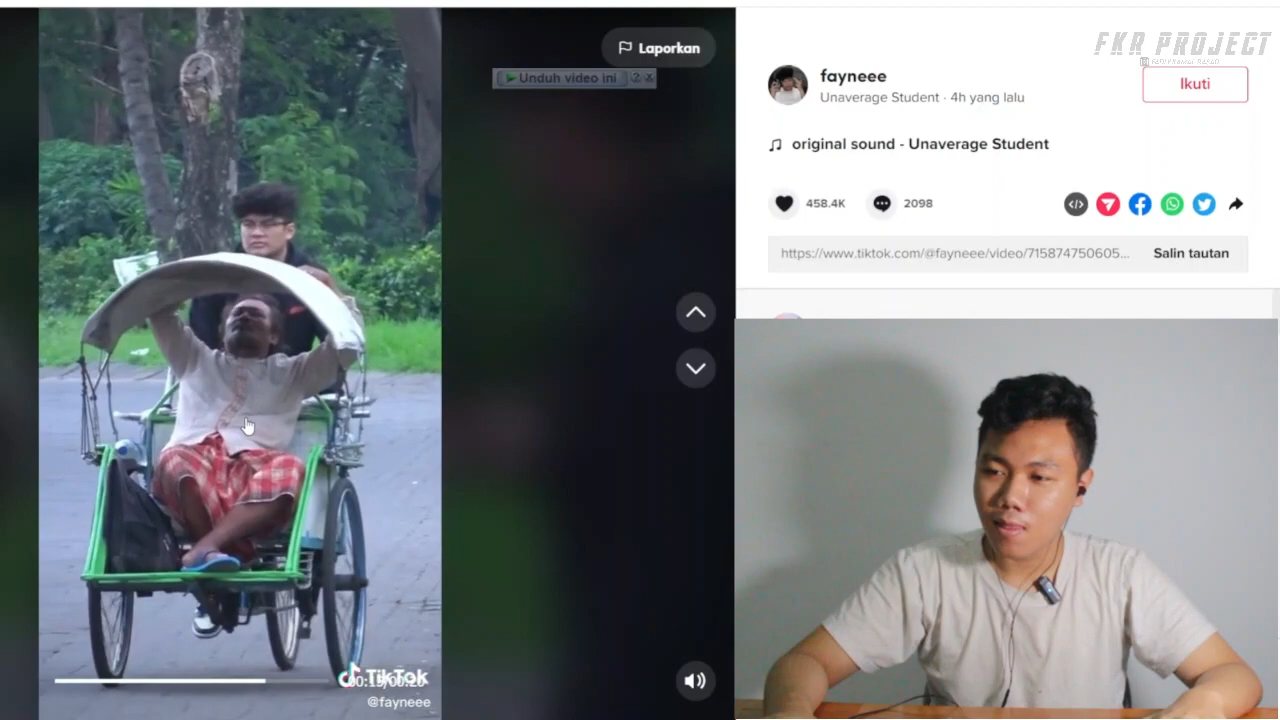 Laporkan
Unduh video ini
FKR PROJECT
fayneee
Unaverage Student · 4h yang lalu
Ikuti
original sound - Unaverage Student
458.4K
2098
https://www.tiktok.com/@fayneee/video/715874750605...
Salin tautan
TikTok
@fayneee